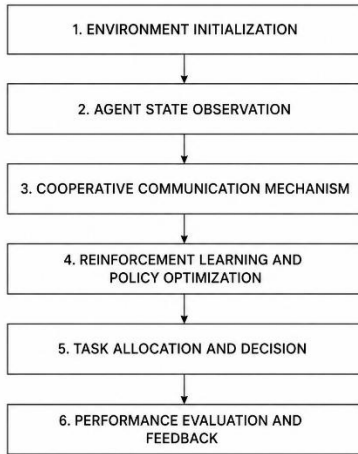 1. ENVIRONMENT INITIALIZATION
2. AGENT STATE OBSERVATION
3. COOPERATIVE COMMUNICATION MECHANISM
4. REINFORCEMENT LEARNING AND
POLICY OPTIMIZATION
5. TASK ALLOCATION AND DECISION
6. PERFORMANCE EVALUATION AND
FEEDBACK